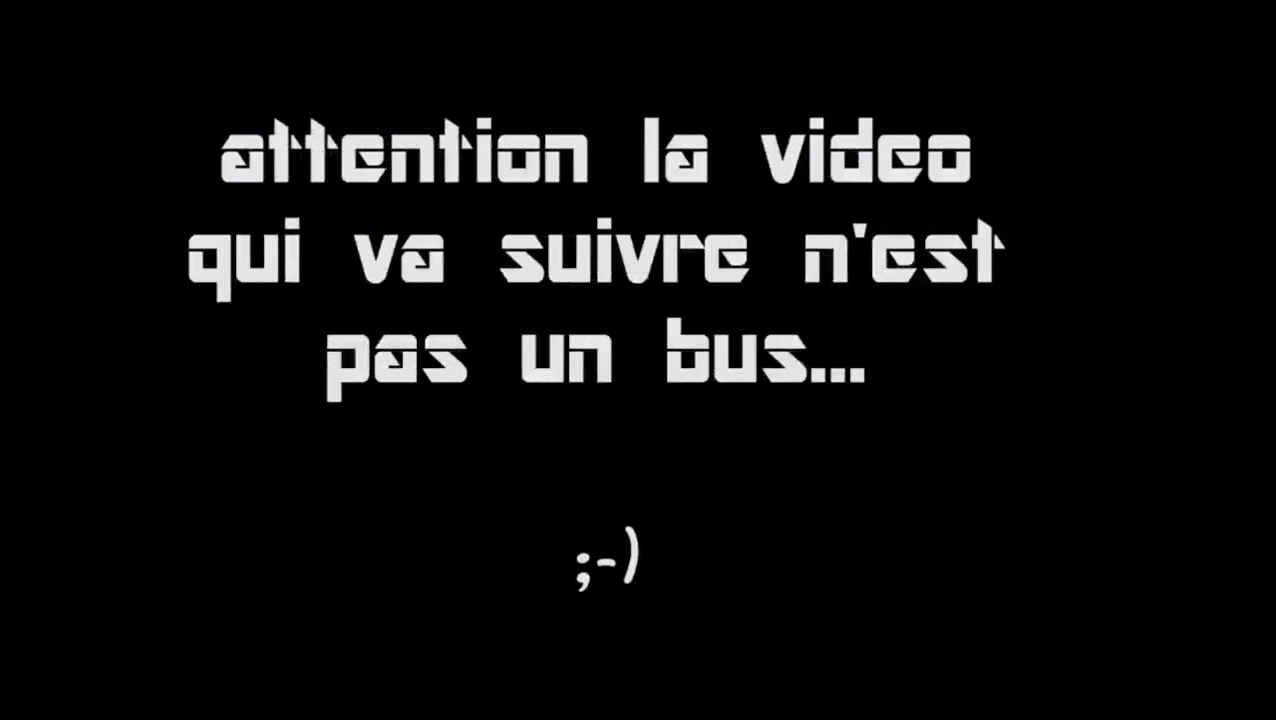 attention la video
qui va suivre n'est
pas un bus...
;-)